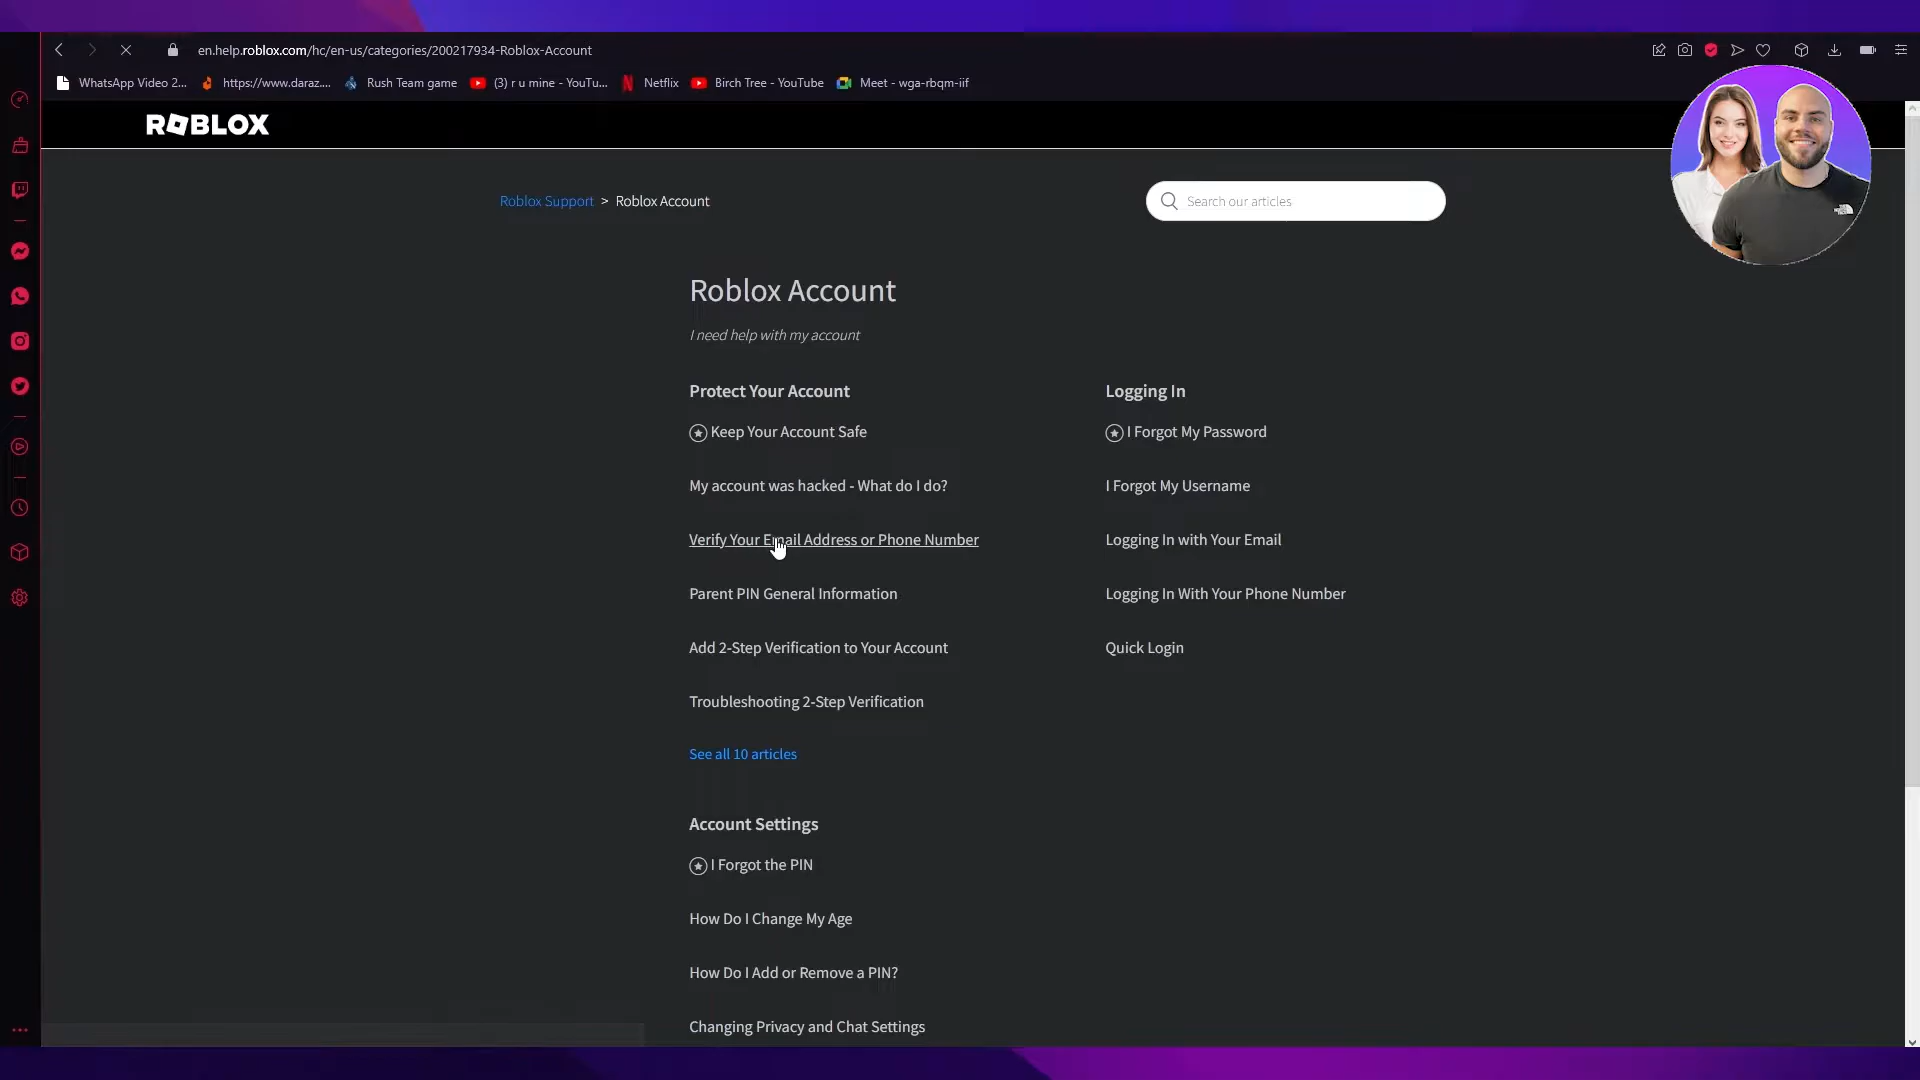 en.help.roblox.com/hc/en-us/categories/200217934-Roblox-Account
WhatsApp Video 2... https://www.daraz.... Rush Team game (3) r u mine - YouTu... Netflix Birch Tree - YouTube Meet - wga-rbqm-iif
ROBLOX
Roblox Support > Roblox Account
Search our articles
Roblox Account
I need help with my account
Protect Your Account
Keep Your Account Safe
My account was hacked - What do I do?
Verify Your Email Address or Phone Number
Parent PIN General Information
Add 2-Step Verification to Your Account
Troubleshooting 2-Step Verification
See all 10 articles
Logging In
I Forgot My Password
I Forgot My Username
Logging In with Your Email
Logging In With Your Phone Number
Quick Login
Account Settings
I Forgot the PIN
How Do I Change My Age
How Do I Add or Remove a PIN?
Changing Privacy and Chat Settings